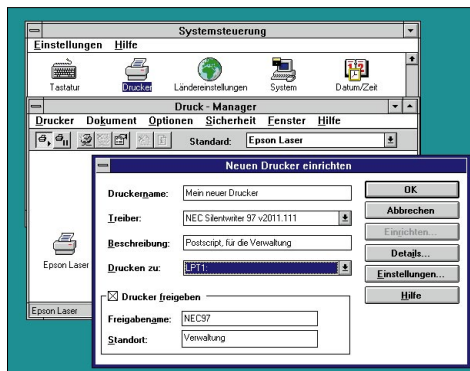 Systemsteuerung
Einstellungen Hilfe
Tastatur Drucker Ländereinstellungen System Datum/Zeit
Druck - Manager
Drucker Dokument Optionen Sicherheit Fenster Hilfe
Standard: Epson Laser
Epson Laser
Epson Laser
Neuen Drucker einrichten
Druckername: Mein neuer Drucker
Treiber: NEC Silentwriter 97 v2011.111
Beschreibung: Postscript, für die Verwaltung
Drucken zu: LPT1:
Drucker freigeben
Freigabename: NEC97
Standort: Verwaltung
OK
Abbrechen
Einrichten...
Details...
Einstellungen...
Hilfe